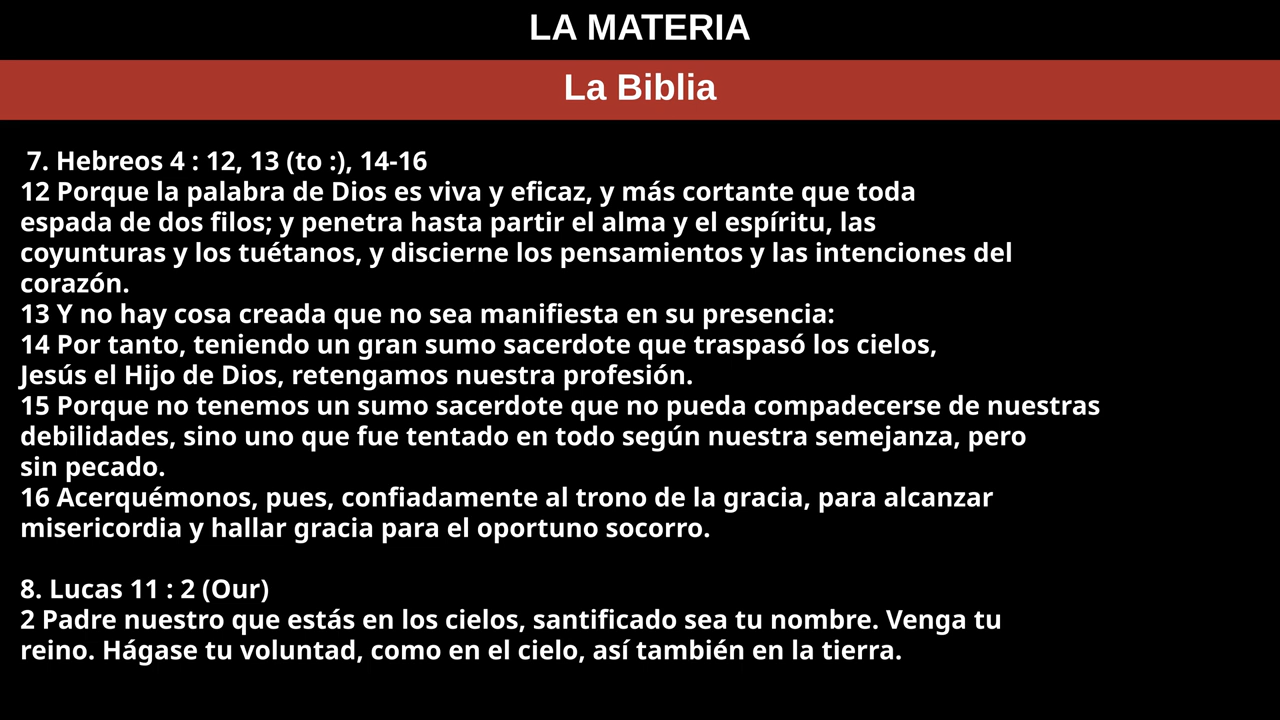 LA MATERIA
La Biblia
7. Hebreos 4 : 12, 13 (to :), 14-16
12 Porque la palabra de Dios es viva y eficaz, y más cortante que toda
espada de dos filos; y penetra hasta partir el alma y el espíritu, las
coyunturas y los tuétanos, y discierne los pensamientos y las intenciones del
corazón.
13 Y no hay cosa creada que no sea manifiesta en su presencia:
14 Por tanto, teniendo un gran sumo sacerdote que traspasó los cielos,
Jesús el Hijo de Dios, retengamos nuestra profesión.
15 Porque no tenemos un sumo sacerdote que no pueda compadecerse de nuestras
debilidades, sino uno que fue tentado en todo según nuestra semejanza, pero
sin pecado.
16 Acerquémonos, pues, confiadamente al trono de la gracia, para alcanzar
misericordia y hallar gracia para el oportuno socorro.
8. Lucas 11 : 2 (Our)
2 Padre nuestro que estás en los cielos, santificado sea tu nombre. Venga tu
reino. Hágase tu voluntad, como en el cielo, así también en la tierra.